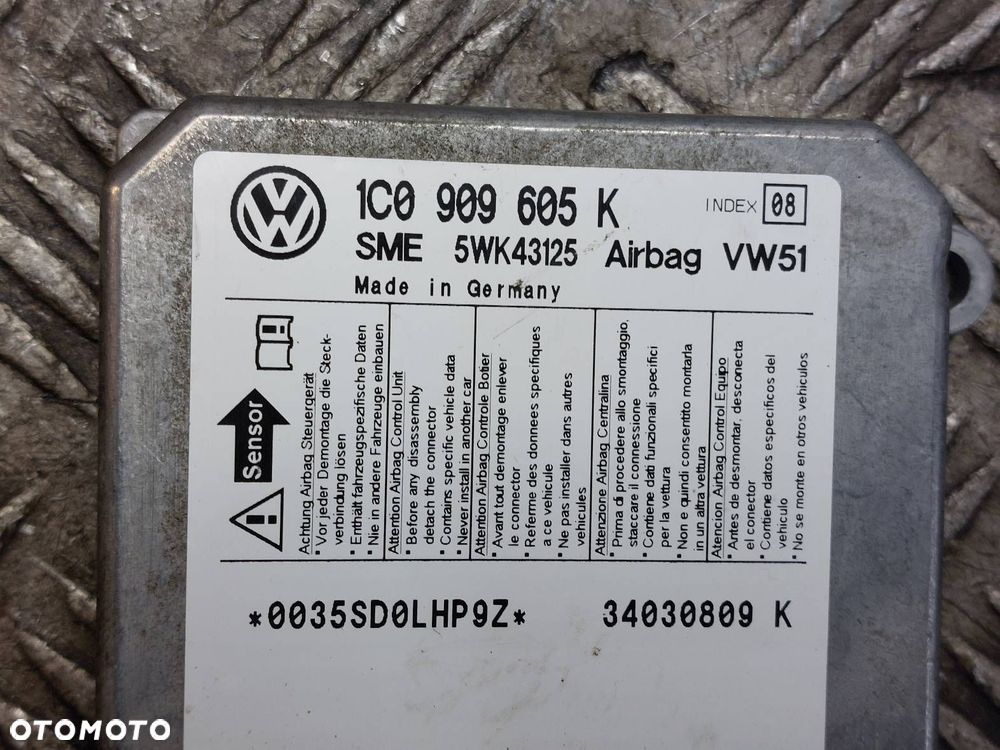 1C0 909 605 K
INDEX 08
SME 5WK43125 Airbag VW51
Made in Germany
Sensor
Achtung Airbag Steuergerät
• Vor jeder Demontage die Steck-
verbindung lösen
• Enthält fahrzeugspezifische Daten
• Nie in andere Fahrzeuge einbauen
Attention Airbag Control Unit
• Before any disassembly
detach the connector
• Contains specific vehicle data
• Never install in another car
Attention Airbag Controle Botier
• Avant tout demontage enlever
le connector
• Referme des donnees specifiques
a ce vehicule
• Ne pas installer dans autres
vehicules
Attenzione Airbag Centralina
• Prima di procedere allo smontaggio,
staccare il connessione
• Contiene dati funzionali specifici
per la vettura
• Non e quindi consentito montarla
in un altra vettura
Atencion Airbag Control Equipo
• Antes de desmontar, desconecta
el conector
• Contiene datos especificos del
vehiculo
• No se monte en otros vehiculos
*0035SD0LHP9Z* 34030809 K
OTOMOTO